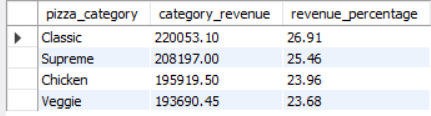 pizza_category category_revenue revenue_percentage
Classic 220053.10 26.91
Supreme 208197.00 25.46
Chicken 195919.50 23.96
Veggie 193690.45 23.68